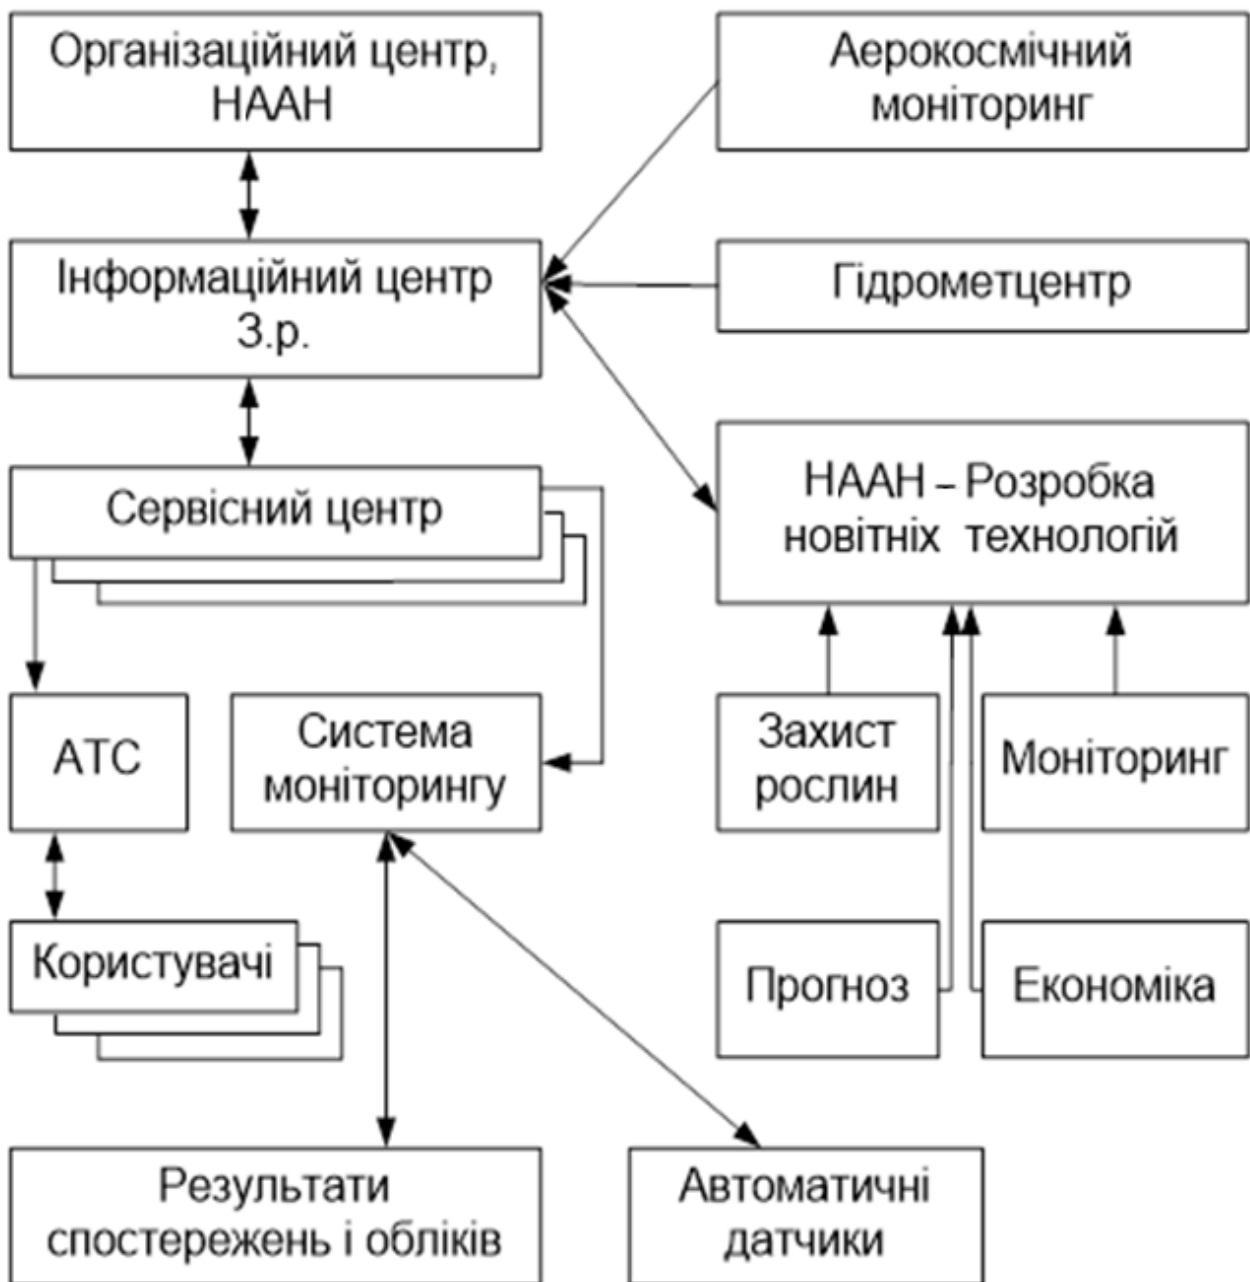 Організаційний центр,
НААН
Аерокосмічний
моніторинг
Інформаційний центр
З.р.
Гідрометцентр
Сервісний центр
НААН – Розробка
новітніх технологій
АТС
Система
моніторингу
Захист
рослин
Моніторинг
Користувачі
Прогноз
Економіка
Результати
спостережень і обліків
Автоматичні
датчики